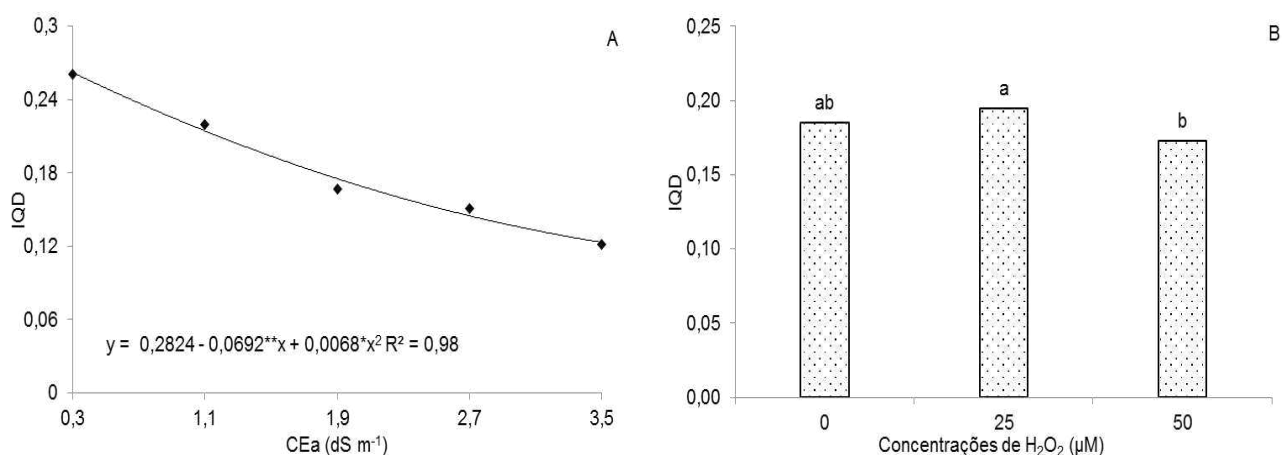 A
IQD
0,3
0,24
0,18
0,12
0,06
0
y = 0,2824 - 0,0692**x + 0,0068*x² R² = 0,98
0,3 1,1 1,9 2,7 3,5
CEa (dS m⁻¹)
B
IQD
0,25
0,20
0,15
0,10
0,05
0,00
ab a b
0 25 50
Concentrações de H₂O₂ (µM)